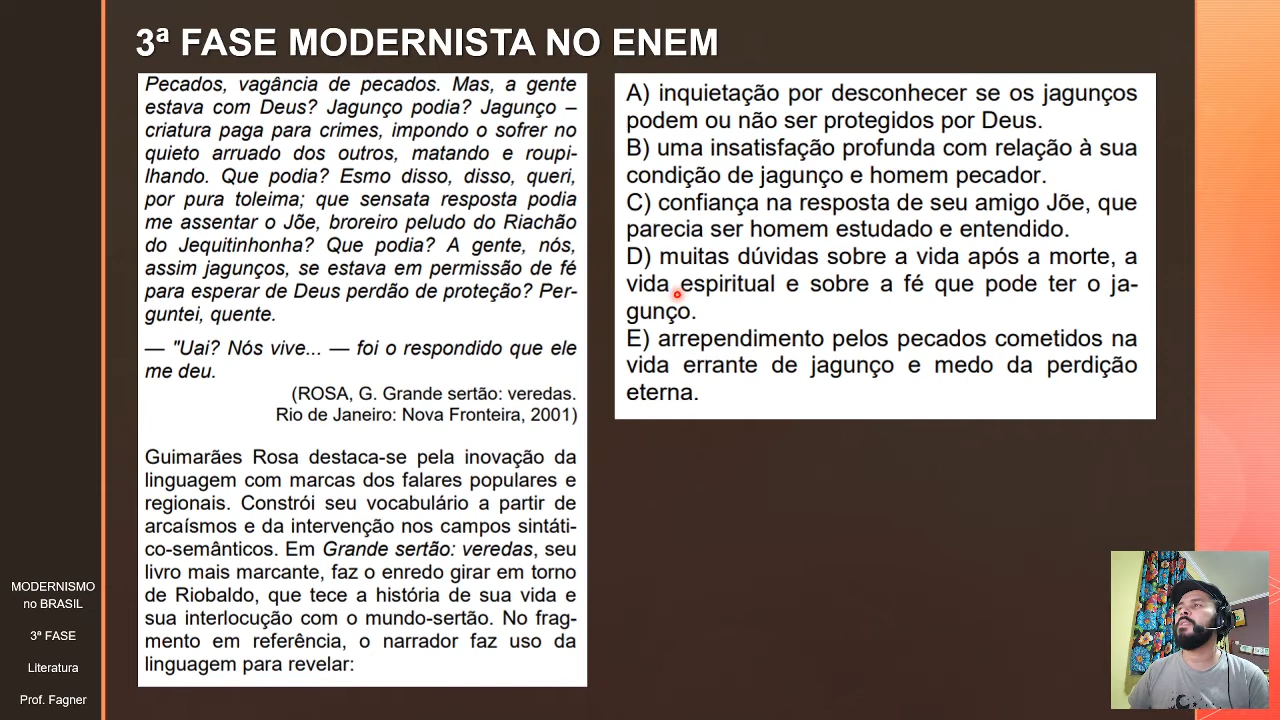 3ª FASE MODERNISTA NO ENEM
Pecados, vagância de pecados. Mas, a gente
estava com Deus? Jagunço podia? Jagunço –
criatura paga para crimes, impondo o sofrer no
quieto arruado dos outros, matando e roupi-
lhando. Que podia? Esmo disso, disso, queri,
por pura toleima; que sensata resposta podia
me assentar o Jõe, broreiro peludo do Riachão
do Jequitinhonha? Que podia? A gente, nós,
assim jagunços, se estava em permissão de fé
para esperar de Deus perdão de proteção? Per-
guntei, quente.
— "Uai? Nós vive... — foi o respondido que ele
me deu.
(ROSA, G. Grande sertão: veredas.
Rio de Janeiro: Nova Fronteira, 2001)
Guimarães Rosa destaca-se pela inovação da
linguagem com marcas dos falares populares e
regionais. Constrói seu vocabulário a partir de
arcaísmos e da intervenção nos campos sintáti-
co-semânticos. Em Grande sertão: veredas, seu
livro mais marcante, faz o enredo girar em torno
de Riobaldo, que tece a história de sua vida e
sua interlocução com o mundo-sertão. No frag-
mento em referência, o narrador faz uso da
linguagem para revelar:
A) inquietação por desconhecer se os jagunços
podem ou não ser protegidos por Deus.
B) uma insatisfação profunda com relação à sua
condição de jagunço e homem pecador.
C) confiança na resposta de seu amigo Jõe, que
parecia ser homem estudado e entendido.
D) muitas dúvidas sobre a vida após a morte, a
vida espiritual e sobre a fé que pode ter o ja-
gunço.
E) arrependimento pelos pecados cometidos na
vida errante de jagunço e medo da perdição
eterna.
MODERNISMO
no BRASIL
3ª FASE
Literatura
Prof. Fagner